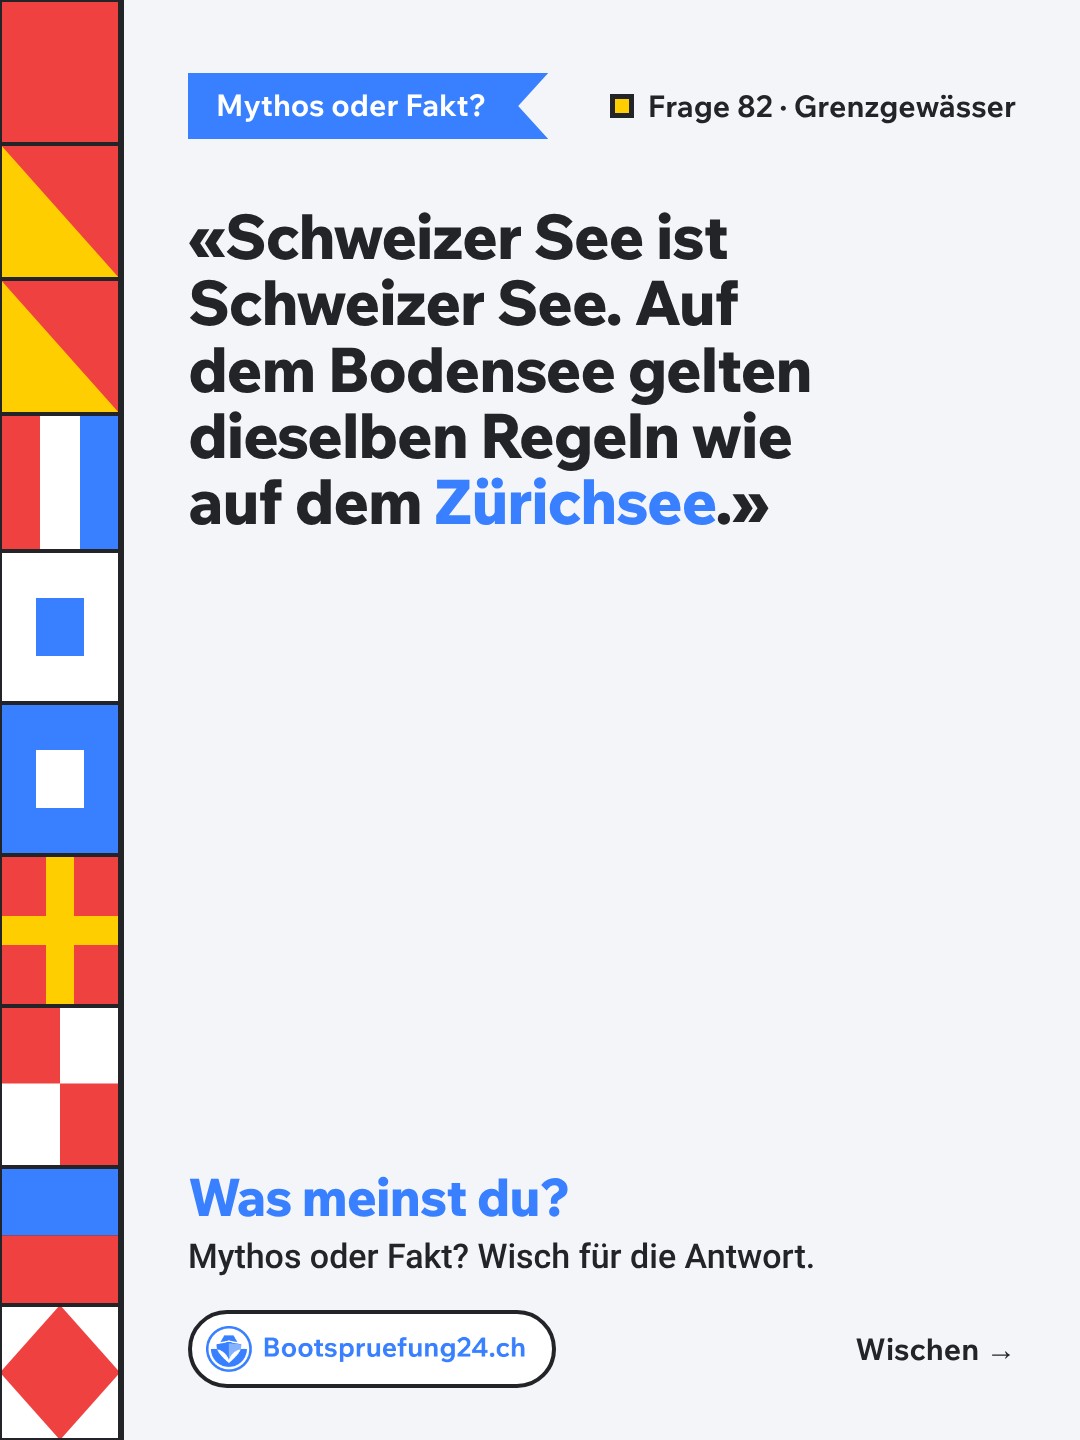 Mythos oder Fakt?
Frage 82 · Grenzgewässer
«Schweizer See ist
Schweizer See. Auf
dem Bodensee gelten
dieselben Regeln wie
auf dem Zürichsee.»
Was meinst du?
Mythos oder Fakt? Wisch für die Antwort.
Bootspruefung24.ch
Wischen →